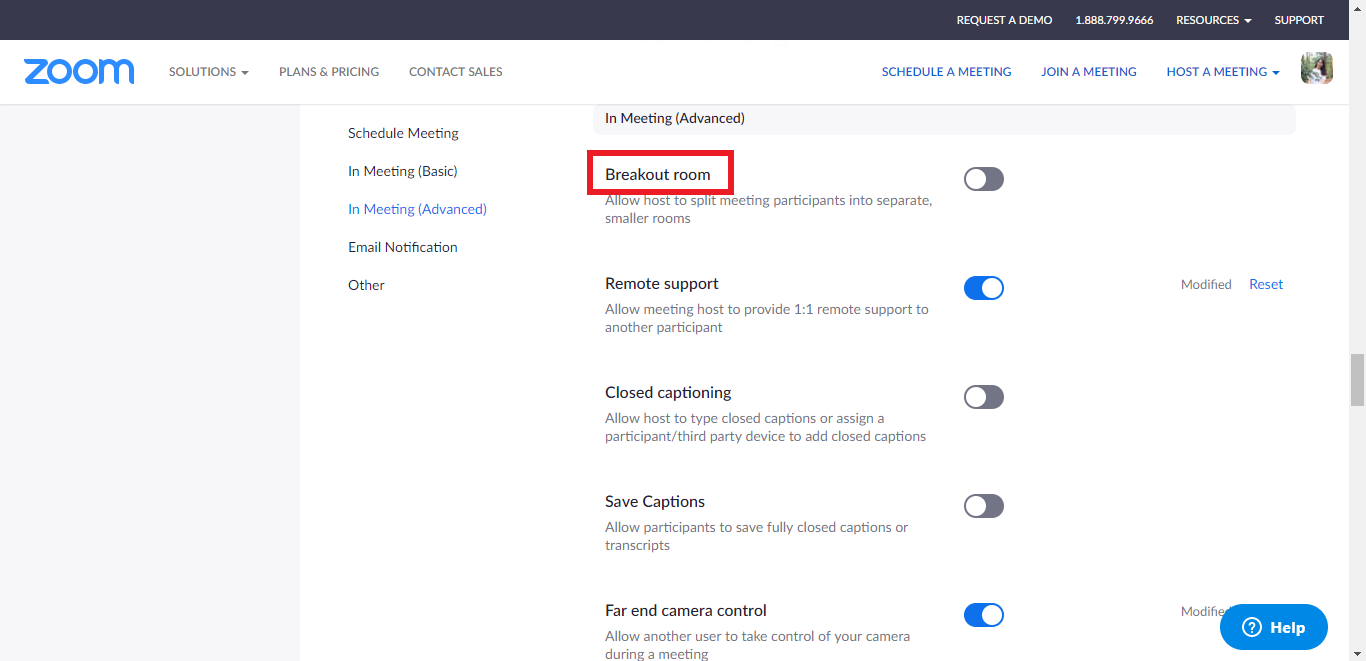 REQUEST A DEMO 1.888.799.9666 RESOURCES SUPPORT
zoom SOLUTIONS PLANS & PRICING CONTACT SALES SCHEDULE A MEETING JOIN A MEETING HOST A MEETING
Schedule Meeting
In Meeting (Basic)
In Meeting (Advanced)
Email Notification
Other
In Meeting (Advanced)
Breakout room
Allow host to split meeting participants into separate,
smaller rooms
Remote support
Modified Reset
Allow meeting host to provide 1:1 remote support to
another participant
Closed captioning
Allow host to type closed captions or assign a
participant/third party device to add closed captions
Save Captions
Allow participants to save fully closed captions or
transcripts
Far end camera control
Modified
Allow another user to take control of your camera
during a meeting
Help